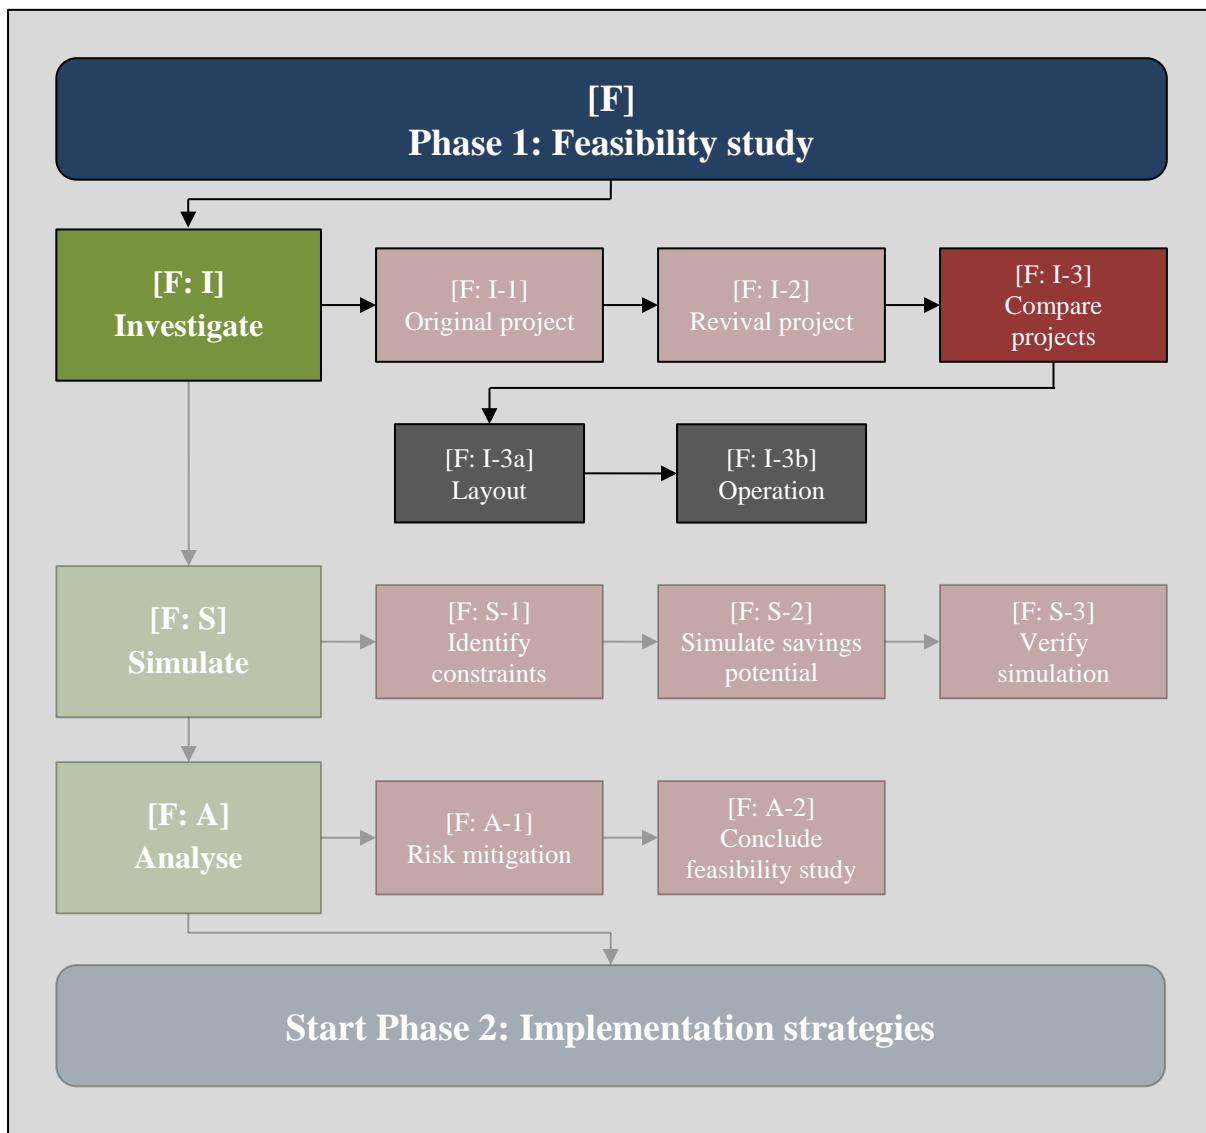 [F]
Phase 1: Feasibility study
[F: I]
Investigate
[F: I-1]
Original project
[F: I-2]
Revival project
[F: I-3]
Compare
projects
[F: I-3a]
Layout
[F: I-3b]
Operation
[F: S]
Simulate
[F: S-1]
Identify
constraints
[F: S-2]
Simulate savings
potential
[F: S-3]
Verify
simulation
[F: A]
Analyse
[F: A-1]
Risk mitigation
[F: A-2]
Conclude
feasibility study
Start Phase 2: Implementation strategies